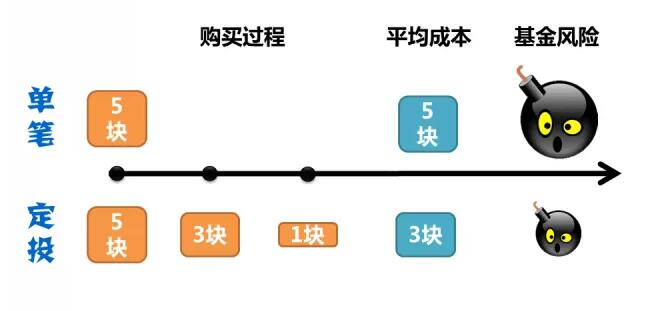 购买过程 平均成本 基金风险
单笔
5块 5块
定投
5块 3块 1块 3块